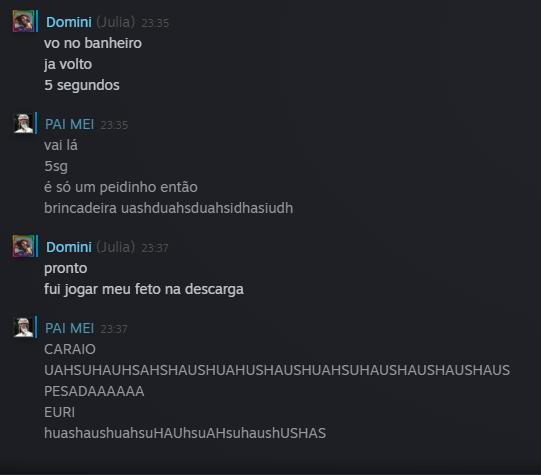 Domini (Julia) 23:35
vo no banheiro
ja volto
5 segundos
PAI MEI 23:35
vai lá
5sg
é só um peidinho então
brincadeira uashduahsduahsidhasiudh
Domini (Julia) 23:37
pronto
fui jogar meu feto na descarga
PAI MEI 23:37
CARAIO
UAHSUHAUHSAHSHAUSHUAHUSHAUSHUAHSUHAUSHAUSHAUSHAUS
PESADAAAAAA
EURI
huashaushuahsuHAUhsuAHsuhaushUSHAS